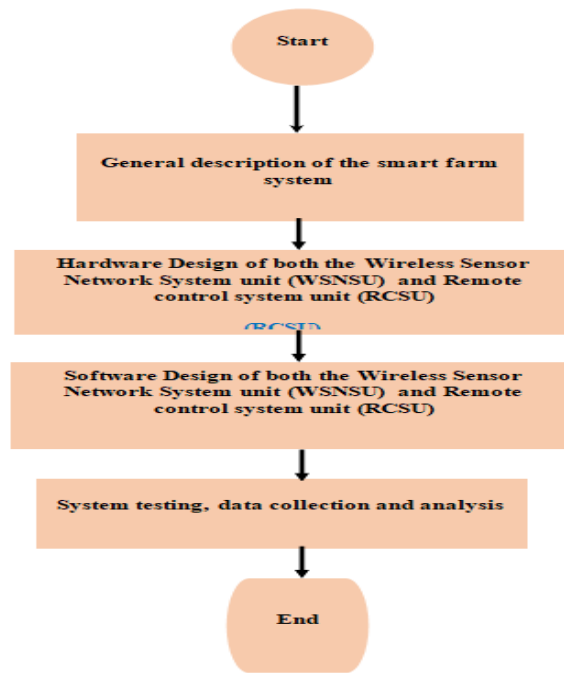 Start
General description of the smart farm
system
Hardware Design of both the Wireless Sensor
Network System unit (WSNSU) and Remote
control system unit (RCSU)
(RCSU)
Software Design of both the Wireless Sensor
Network System unit (WSNSU) and Remote
control system unit (RCSU)
System testing, data collection and analysis
End